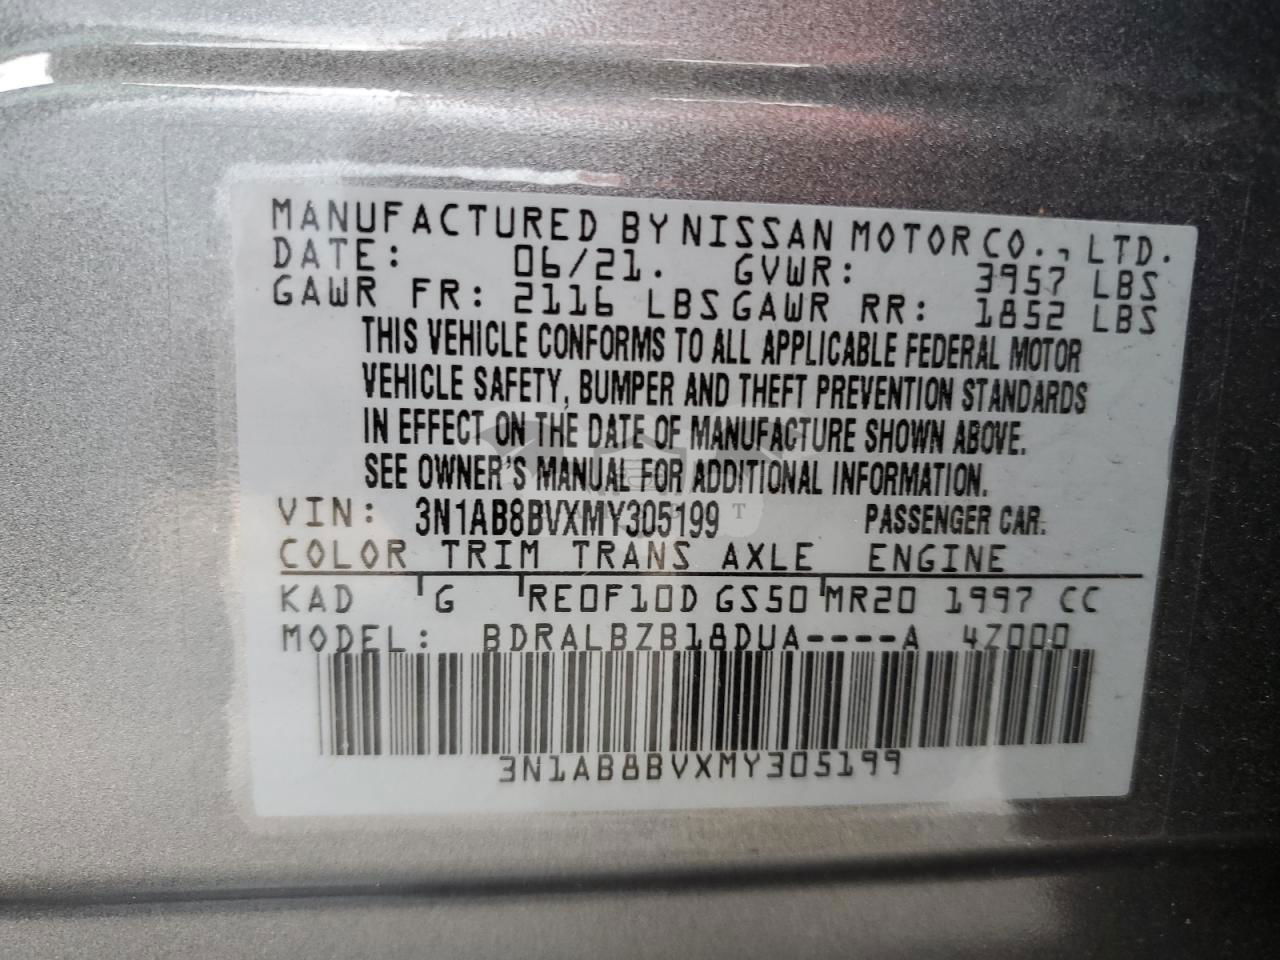 MANUFACTURED BY NISSAN MOTOR CO., LTD.
DATE: 06/21. GVWR: 3957 LBS
GAWR FR: 2116 LBS GAWR RR: 1852 LBS
THIS VEHICLE CONFORMS TO ALL APPLICABLE FEDERAL MOTOR
VEHICLE SAFETY, BUMPER AND THEFT PREVENTION STANDARDS
IN EFFECT ON THE DATE OF MANUFACTURE SHOWN ABOVE.
SEE OWNER'S MANUAL FOR ADDITIONAL INFORMATION.
VIN: 3N1AB8BVXMY305199 PASSENGER CAR.
COLOR TRIM TRANS AXLE ENGINE
KAD G RE0F10D GS50 MR20 1997 CC
MODEL: BDRALBZB18DUA----A 4Z000
3N1AB8BVXMY305199